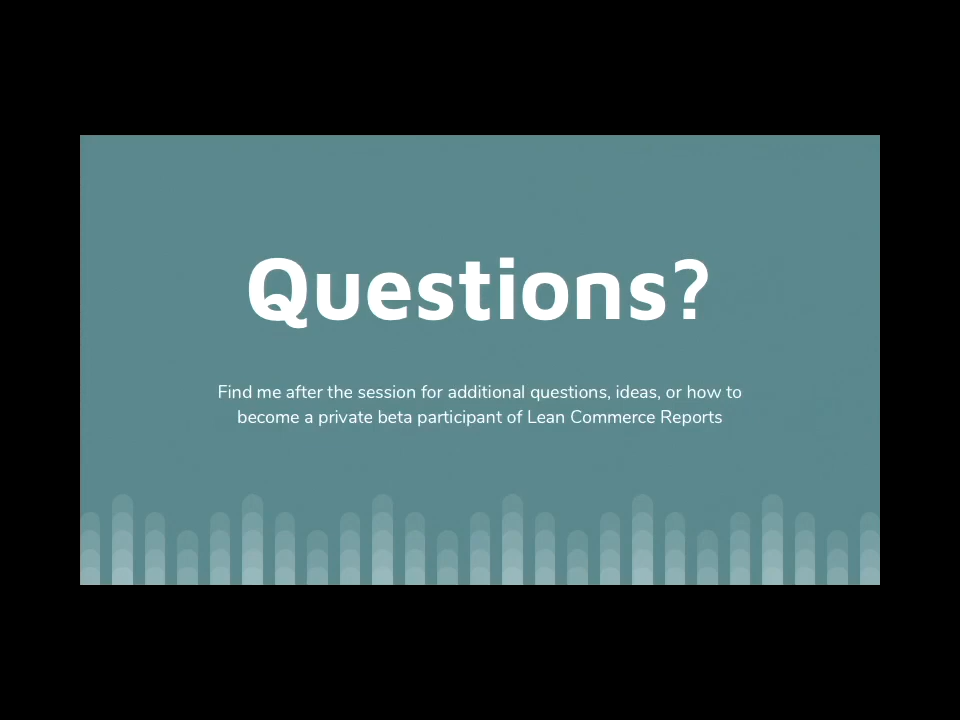 Questions?
Find me after the session for additional questions, ideas, or how to
become a private beta participant of Lean Commerce Reports